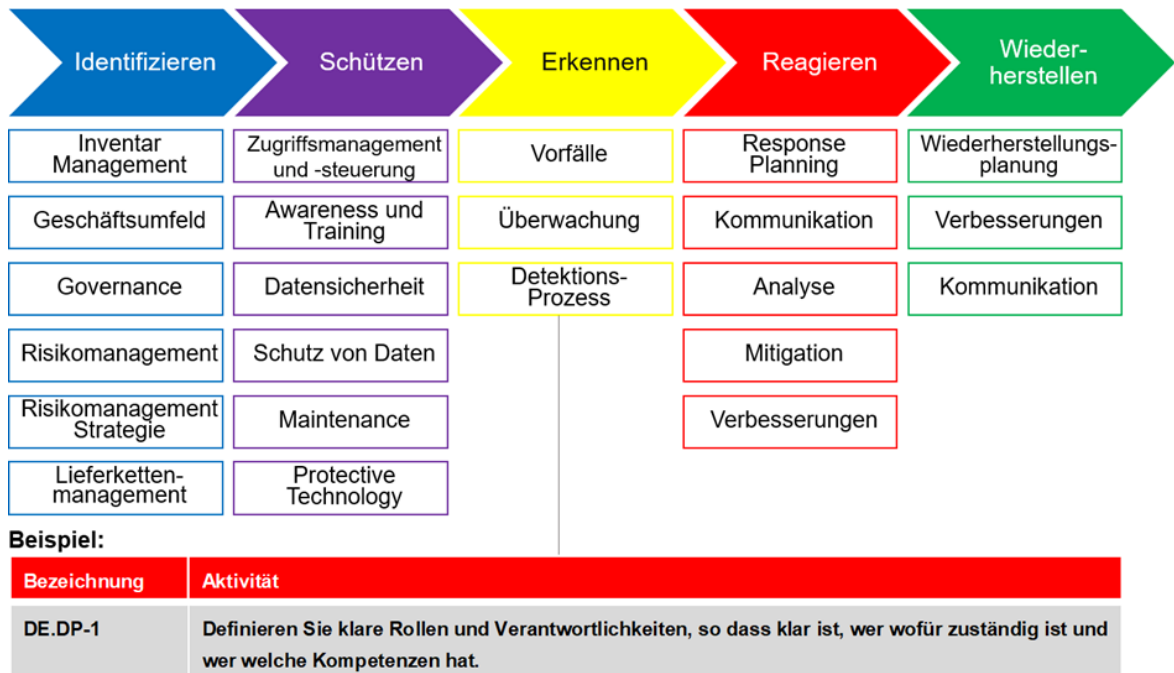 Identifizieren
Schützen
Erkennen
Reagieren
Wieder-
herstellen
Inventar
Management
Geschäftsumfeld
Governance
Risikomanagement
Risikomanagement
Strategie
Lieferketten-
management
Zugriffsmanagement
und -steuerung
Awareness und
Training
Datensicherheit
Schutz von Daten
Maintenance
Protective
Technology
Vorfälle
Überwachung
Detektions-
Prozess
Response
Planning
Kommunikation
Analyse
Mitigation
Verbesserungen
Wiederherstellungs-
planung
Verbesserungen
Kommunikation
Beispiel:
Bezeichnung Aktivität
DE.DP-1 Definieren Sie klare Rollen und Verantwortlichkeiten, so dass klar ist, wer wofür zuständig ist und
wer welche Kompetenzen hat.